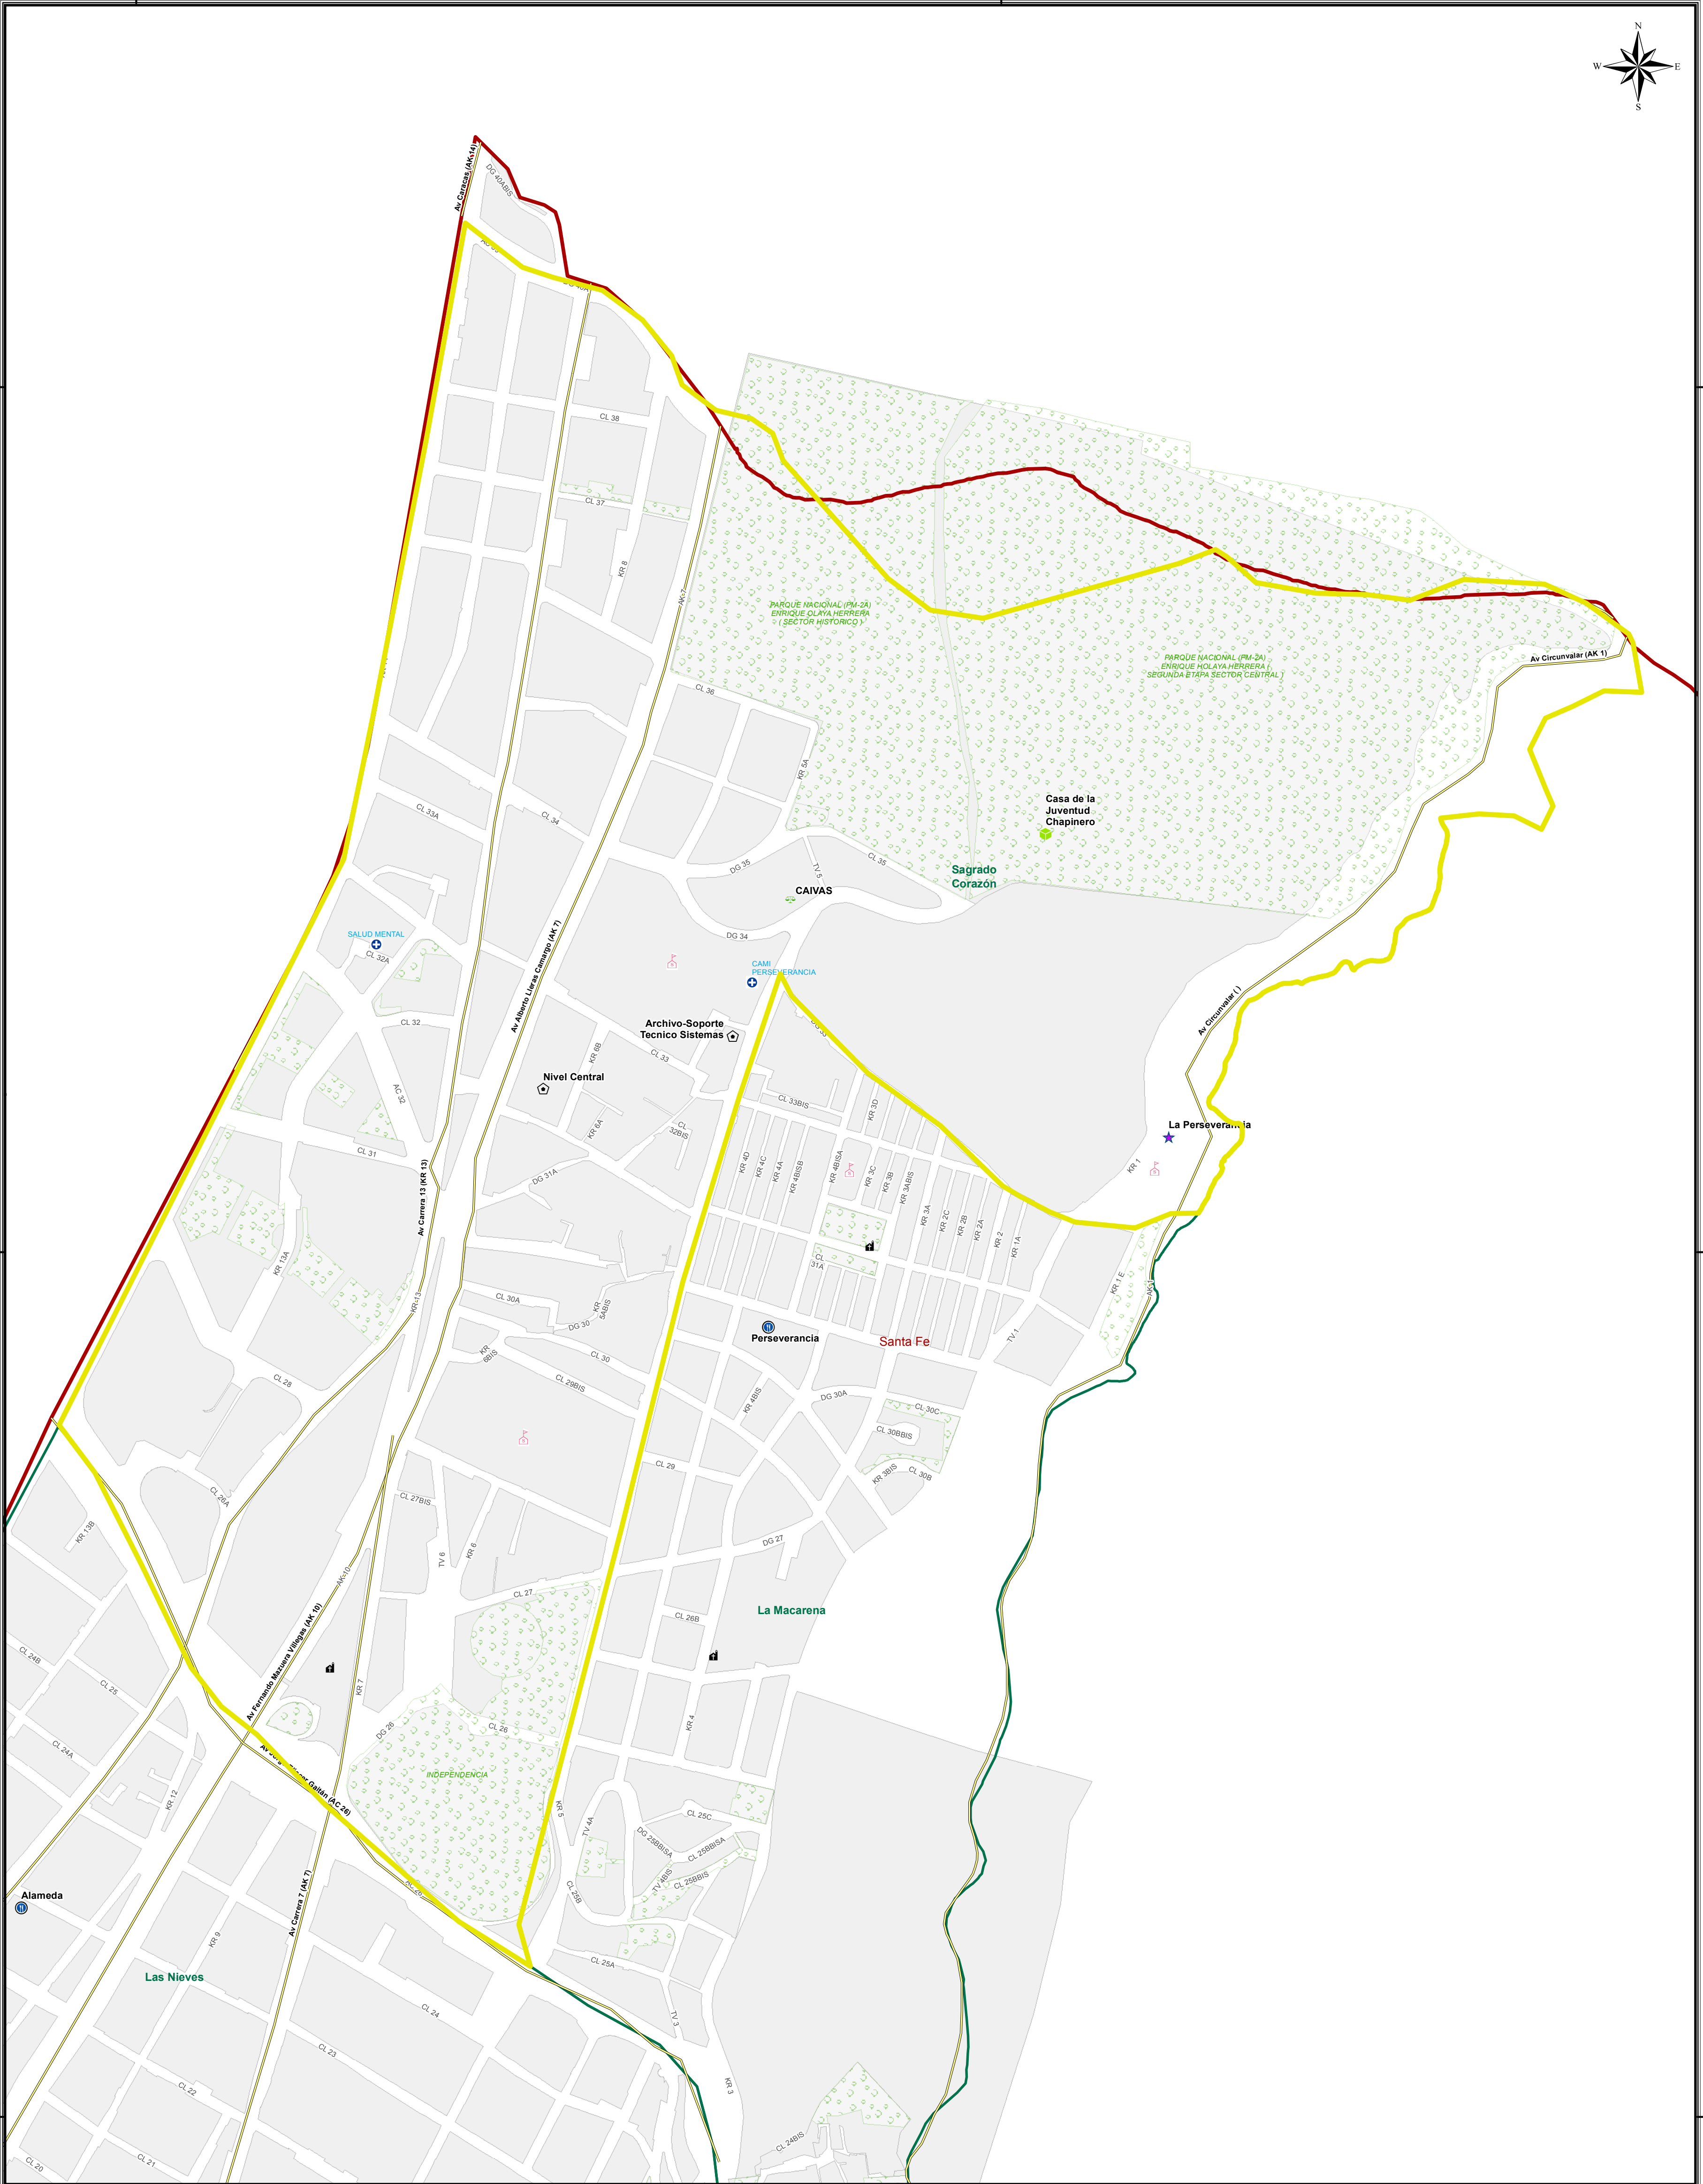 N
W
E
S
Av Caracas (AK 14)
DG 40ABIS
CL 38
CL 37
KR 8
AK 7
PARQUE NACIONAL (PM-2A)
ENRIQUE OLAYA HERRERA
( SECTOR HISTORICO )
PARQUE NACIONAL (PM-2A)
ENRIQUE HOLAYA HERRERA (
SEGUNDA ETAPA SECTOR CENTRAL )
Av Circunvalar (AK 1)
CL 36
KR 5A
CL 33A
CL 34
Casa de la
Juventud
Chapinero
DG 35
TV 5
CL 35
Sagrado
Corazón
CAIVAS
SALUD MENTAL
CL 32A
DG 34
CAMI
PERSEVERANCIA
Av Alberto Lleras Camargo (AK 7)
Av Circunvalar ( )
CL 32
Archivo-Soporte
Tecnico Sistemas
DG 33
KR 6B
CL 33
Nivel Central
AC 32
CL 33BIS
KR 3D
KR 6A
CL
32BIS
La Perseverancia
CL 31
KR 4D
KR 4C
KR 4A
KR 4BISB
KR 4BISA
KR 3C
KR 3B
KR 3ABIS
KR 1
DG 31A
Av Carrera 13 (KR 13)
KR 3A
KR 2C
KR 2B
KR 2A
KR 2
KR 1A
KR 13A
CL
31A
KR 1 E
AK 1
KR 13
CL 30A
KR
5ABIS
DG 30
Perseverancia
Santa Fe
TV 1
KR
6BIS
CL 30
CL 28
CL 29BIS
KR 4BIS
DG 30A
CL 30C
CL 30BBIS
CL 29
KR 3BIS
CL 30B
CL 26A
CL 27BIS
KR 13B
TV 6
KR 6
DG 27
AK 10
CL 27
La Macarena
CL 26B
CL 24B
CL 25
Av Fernando Mazuera Villegas (AK 10)
KR 7
DG 26
CL 26
KR 4
CL 24A
INDEPENDENCIA
KR 12
KR 5
TV 4A
CL 25C
DG 25BBISA
CL 25BBISA
TV 4BIS
CL 25BBIS
CL 25B
Alameda
Av Carrera 7 (AK 7)
KR 9
Las Nieves
CL 25A
CL 24
TV 3
CL 23
CL 22
KR 3
CL 24BIS
CL 21
CL 20